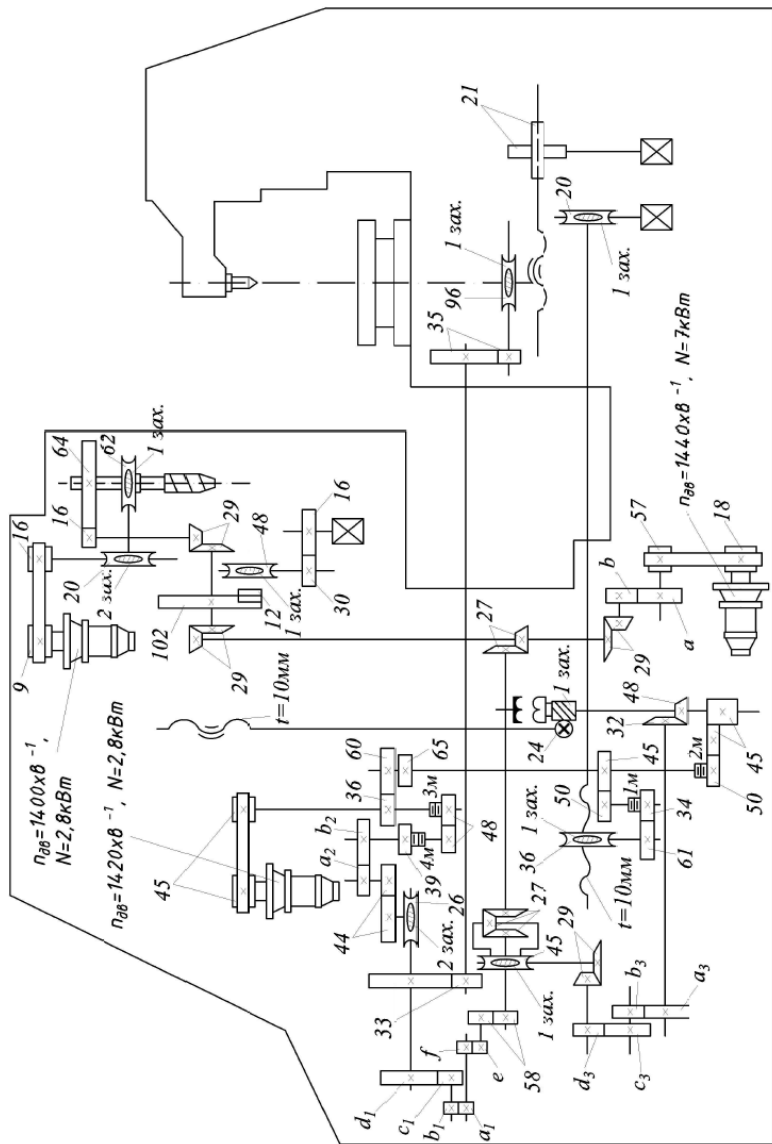 9
16
20
2 зах.
16
64
62
1 зах.
n_дв=1400хв ⁻¹,
N=2,8кВт
n_дв=1420хв ⁻¹, N=2,8кВт
102
29
48
16
29
12
1 зах.
30
t=10мм
45
a₂
b₂
36
60
65
3м
4м
39
48
44
26
2 зах.
33
d₁
c₁
b₁
a₁
f
e
58
27
45
1 зах.
27
29
24
1 зах.
32
48
45
50
1м
2м
45
50
36
1 зах.
61
34
t=10мм
29
d₃
c₃
b₃
a₃
35
96
1 зах.
21
20
1 зах.
29
a
b
57
18
n_дв=1440хв ⁻¹, N=7кВт